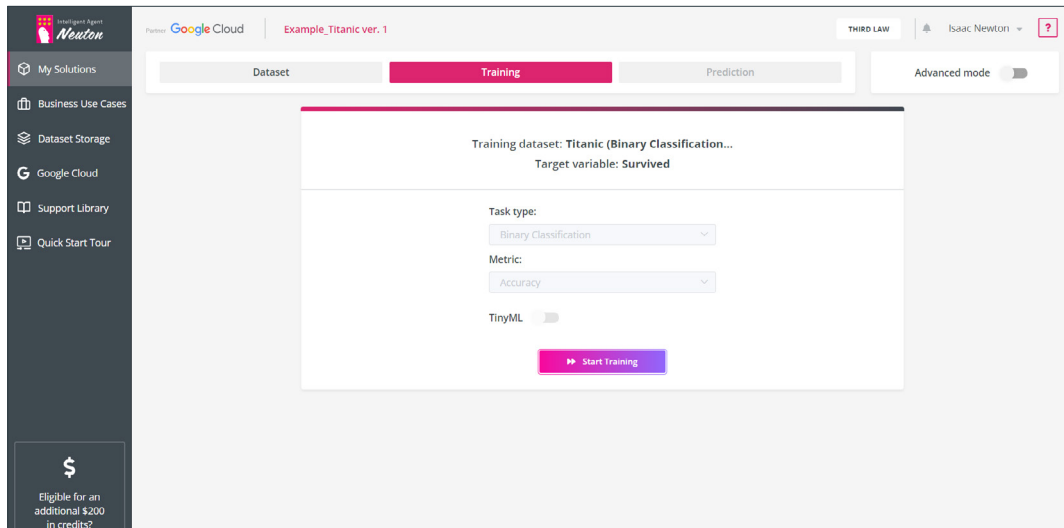 Intelligent Agent
Neuton
Partner Google Cloud
Example_Titanic ver. 1
THIRD LAW
Isaac Newton
?
My Solutions
Business Use Cases
Dataset Storage
G Google Cloud
Support Library
Quick Start Tour
Dataset
Training
Prediction
Advanced mode
Training dataset: Titanic (Binary Classification...
Target variable: Survived
Task type:
Binary Classification
Metric:
Accuracy
TinyML
Start Training
$
Eligible for an
additional $200
in credits?